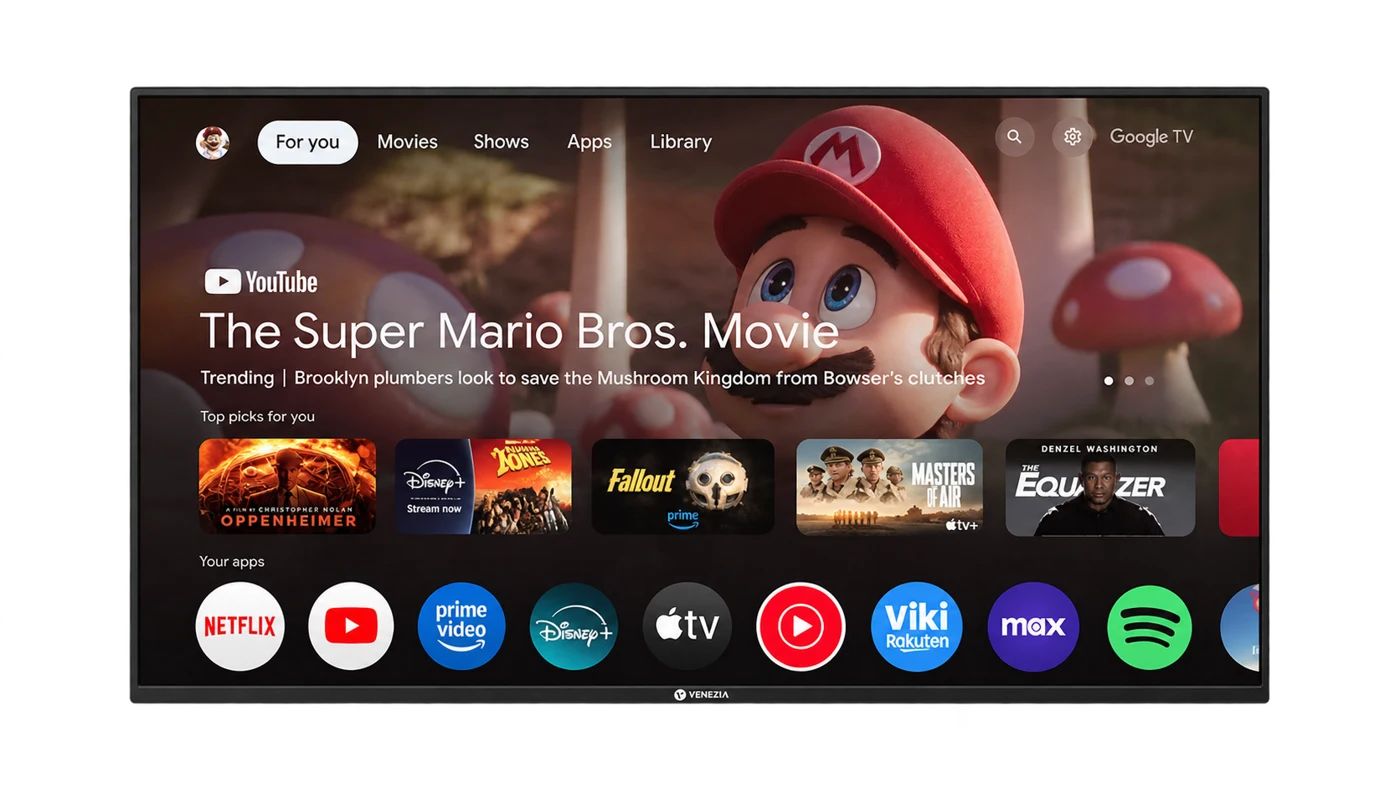 For you
Movies
Shows
Apps
Library
Google TV
YouTube
The Super Mario Bros. Movie
Trending | Brooklyn plumbers look to save the Mushroom Kingdom from Bowser's clutches
Top picks for you
A FILM BY CHRISTOPHER NOLAN
OPPENHEIMER
Disney+
Stream now
Fallout
prime
MASTERS
OF AIR
tv+
DENZEL WASHINGTON
THE
EQUALIZER
Your apps
NETFLIX
prime
video
Disney+
tv
Viki
Rakuten
max
VENEZIA